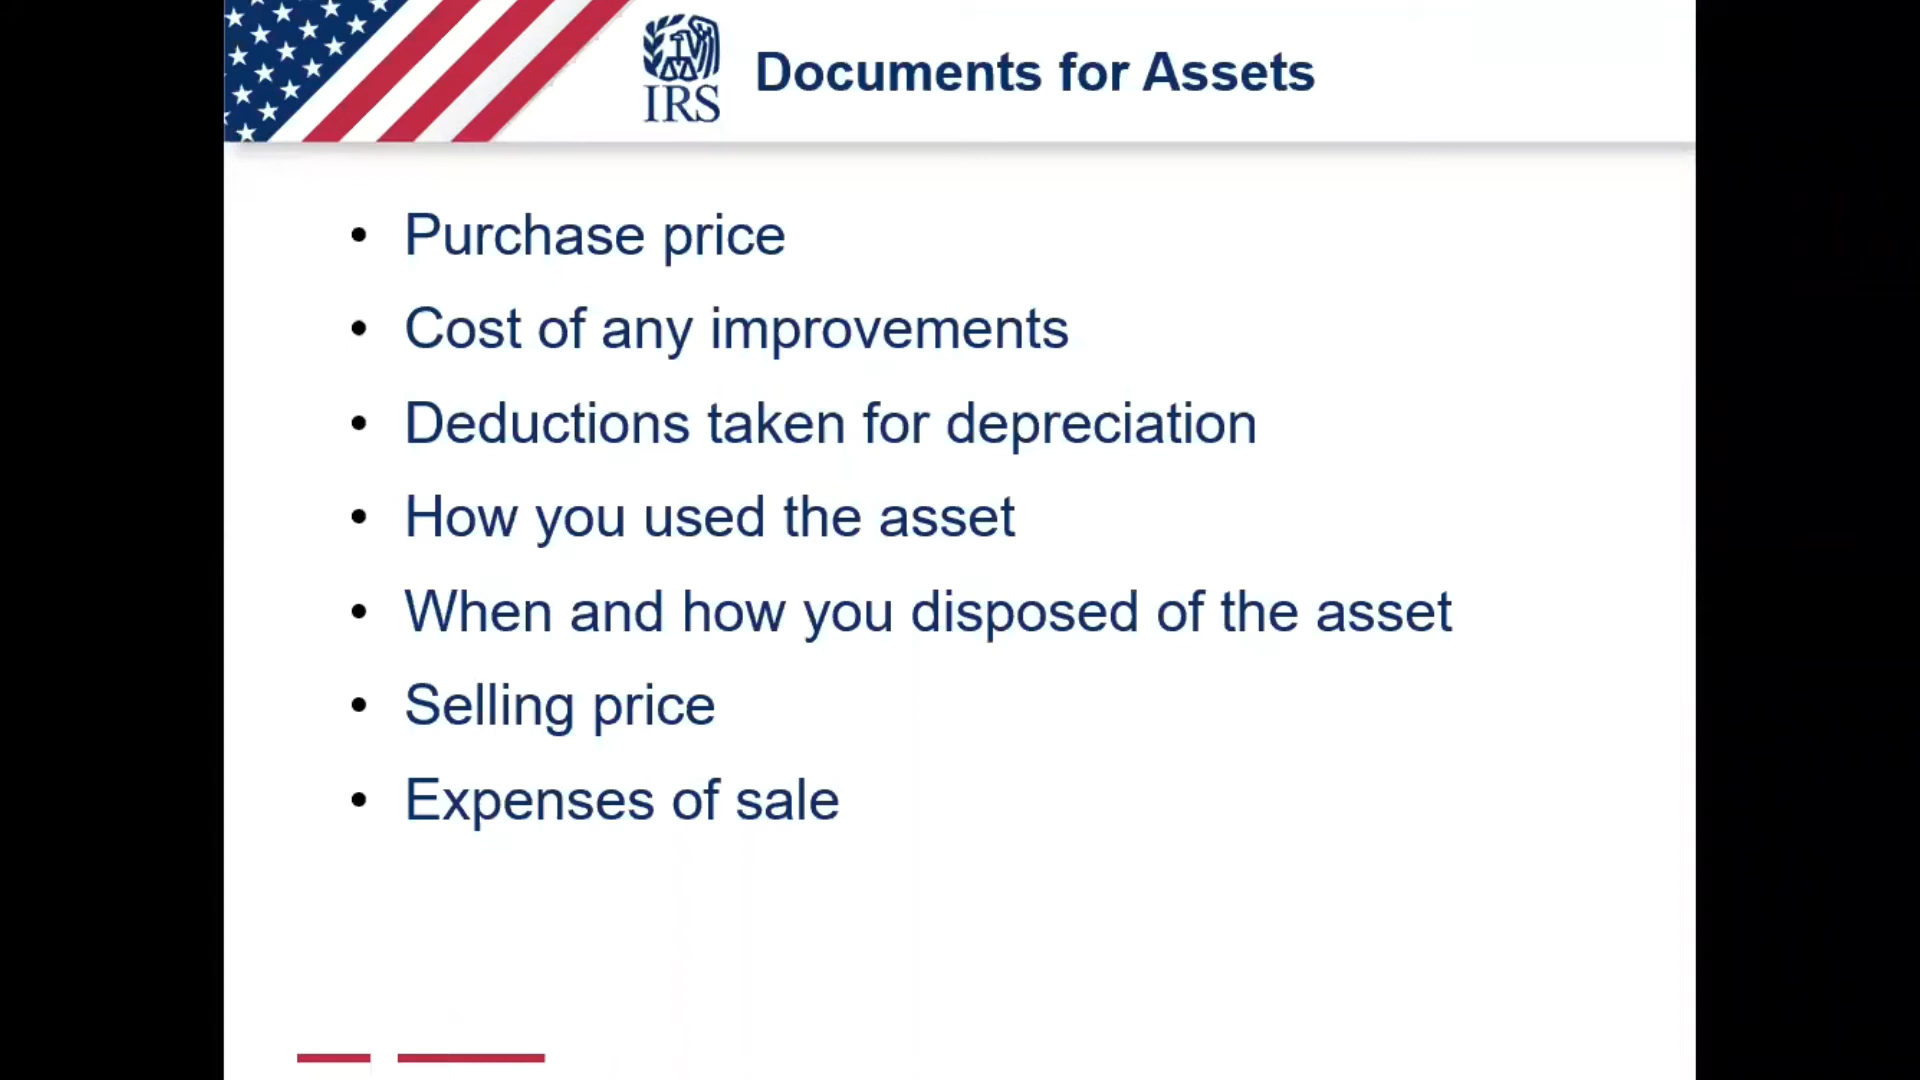 IRS
Documents for Assets
• Purchase price
• Cost of any improvements
• Deductions taken for depreciation
• How you used the asset
• When and how you disposed of the asset
• Selling price
• Expenses of sale